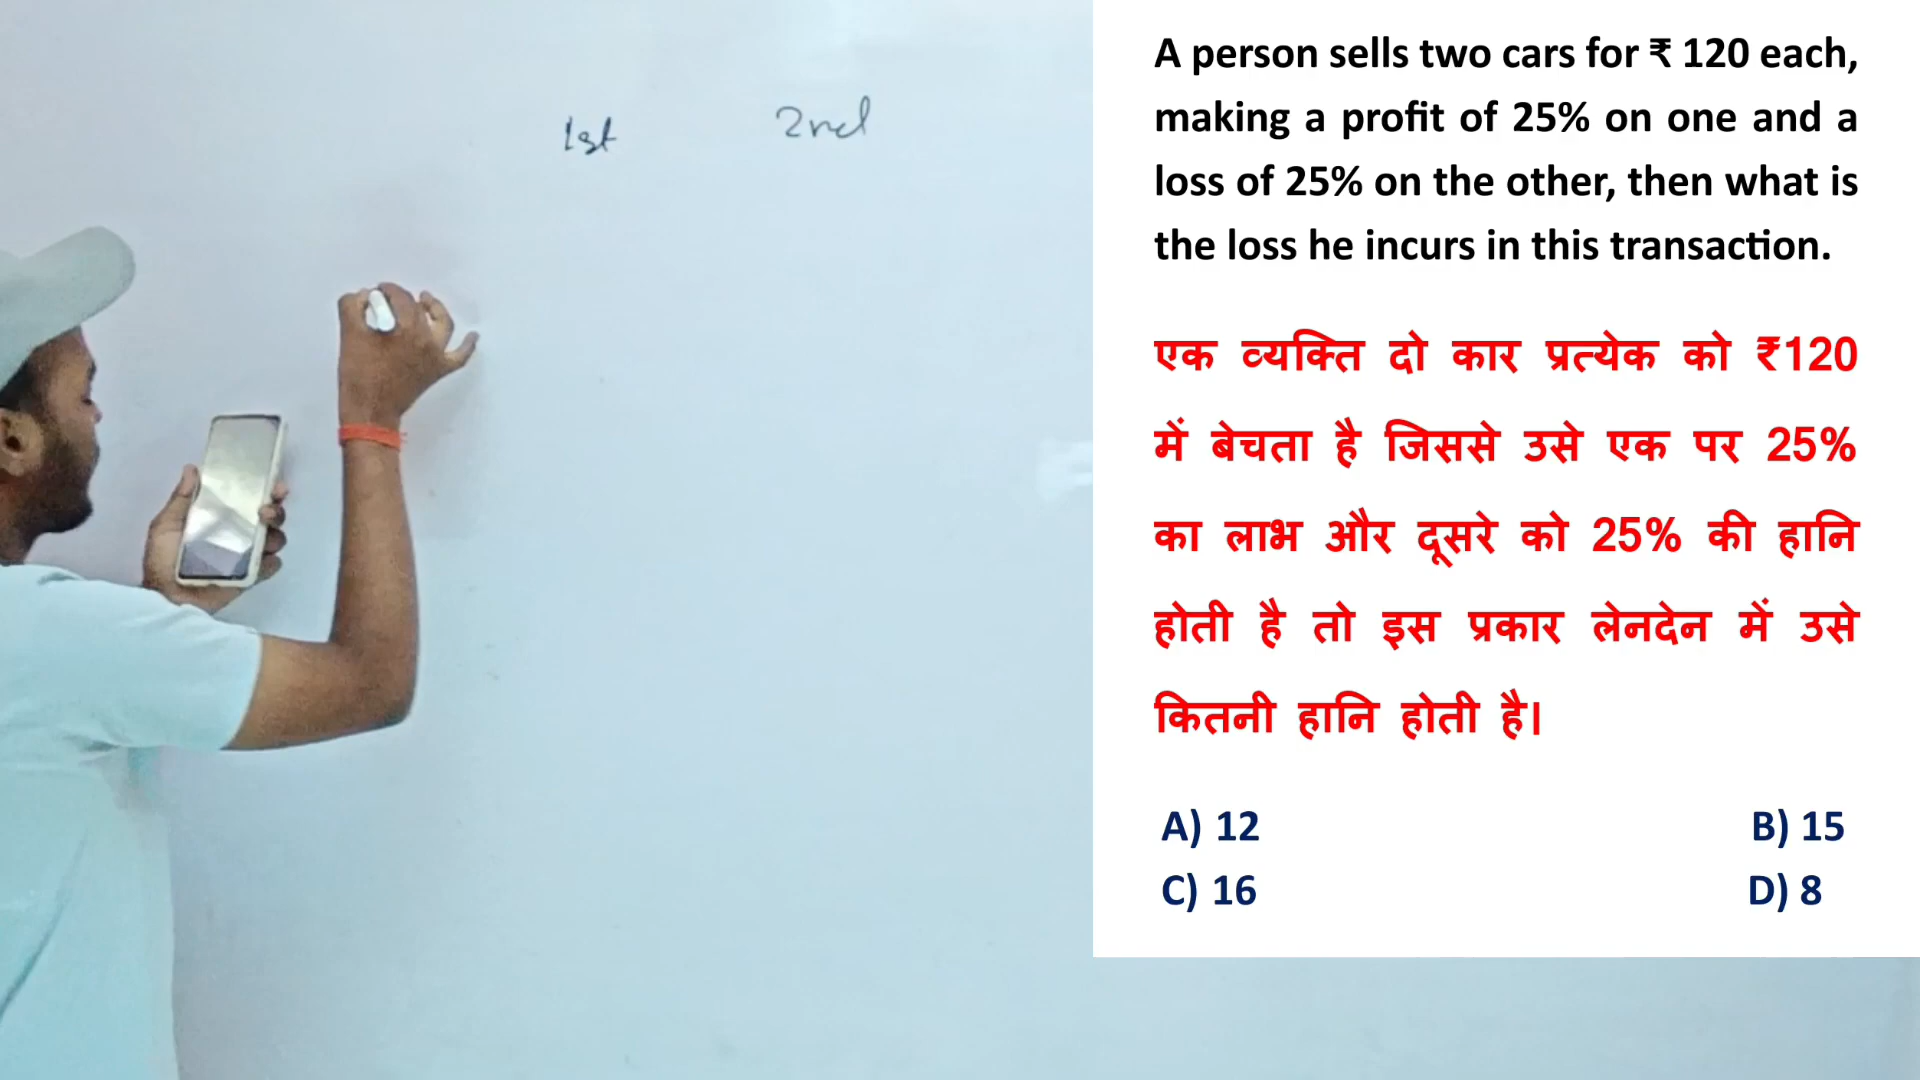 1st 2nd
A person sells two cars for ₹ 120 each,
making a profit of 25% on one and a
loss of 25% on the other, then what is
the loss he incurs in this transaction.
एक व्यक्ति दो कार प्रत्येक को ₹120
में बेचता है जिससे उसे एक पर 25%
का लाभ और दूसरे को 25% की हानि
होती है तो इस प्रकार लेनदेन में उसे
कितनी हानि होती है।
A) 12 B) 15
C) 16 D) 8